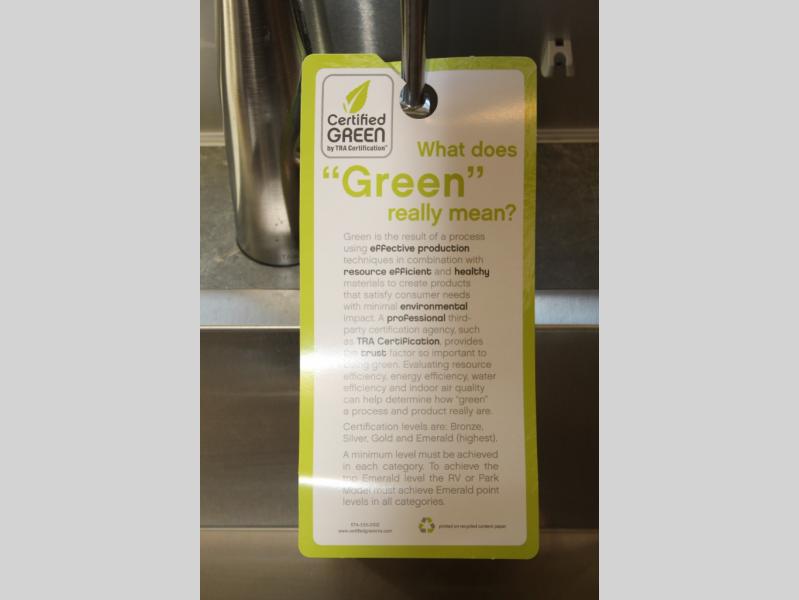 Certified
GREEN
by TRA Certification™
What does
“Green”
really mean?
Green is the result of a process
using effective production
techniques in combination with
resource efficient and healthy
materials to create products
that satisfy consumer needs
with minimal environmental
impact. A professional third-
party certification agency, such
as TRA Certification, provides
the trust factor so important to
being green. Evaluating resource
efficiency, energy efficiency, water
efficiency and indoor air quality
can help determine how "green"
a process and product really are.
Certification levels are: Bronze,
Silver, Gold and Emerald (highest).
A minimum level must be achieved
in each category. To achieve the
top Emerald level the RV or Park
Model must achieve Emerald point
levels in all categories.
printed on recycled content paper